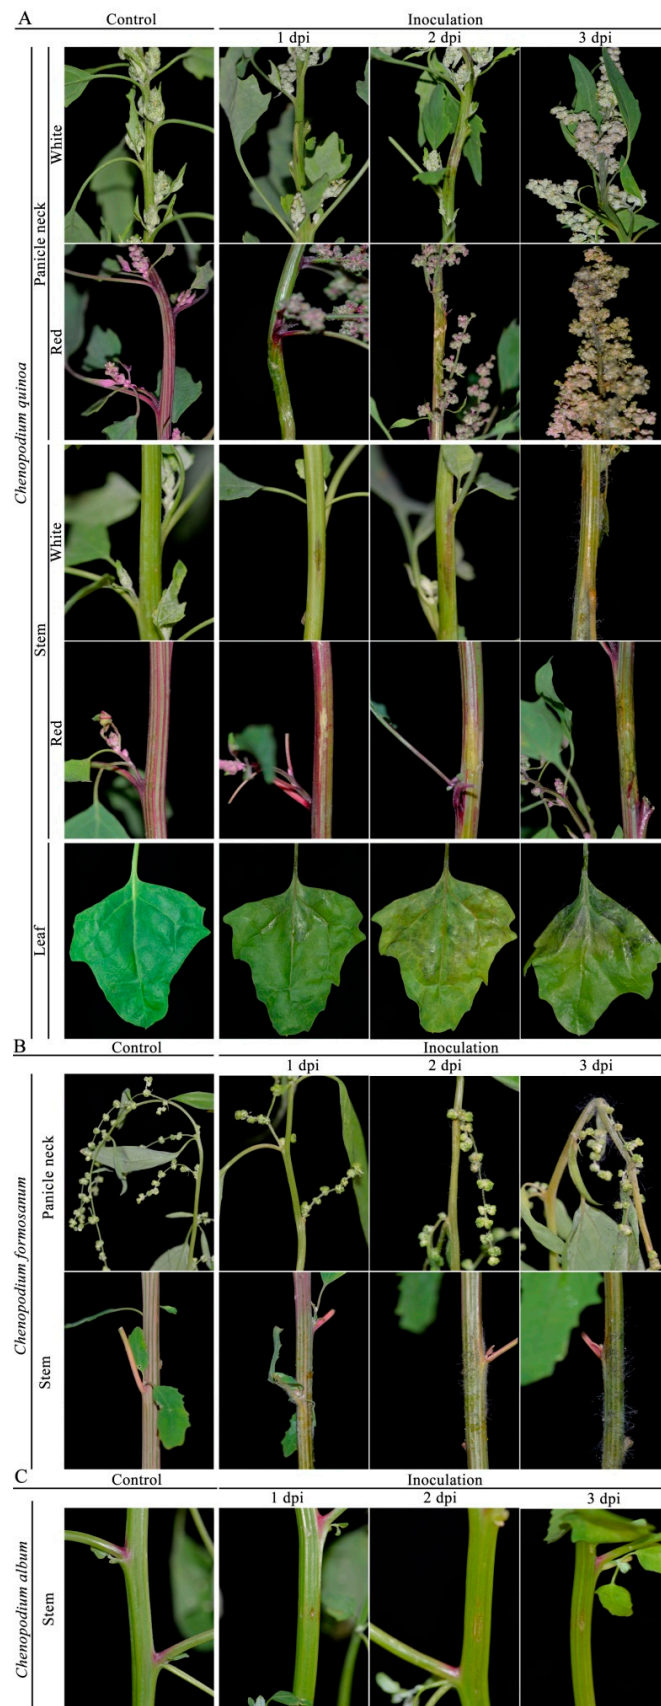 A
Control
Inoculation
1 dpi
2 dpi
3 dpi
Chenopodium quinoa
Panicle neck
White
Red
Stem
White
Red
Leaf
B
Control
Inoculation
1 dpi
2 dpi
3 dpi
Chenopodium formosanum
Panicle neck
Stem
C
Control
Inoculation
1 dpi
2 dpi
3 dpi
Chenopodium album
Stem